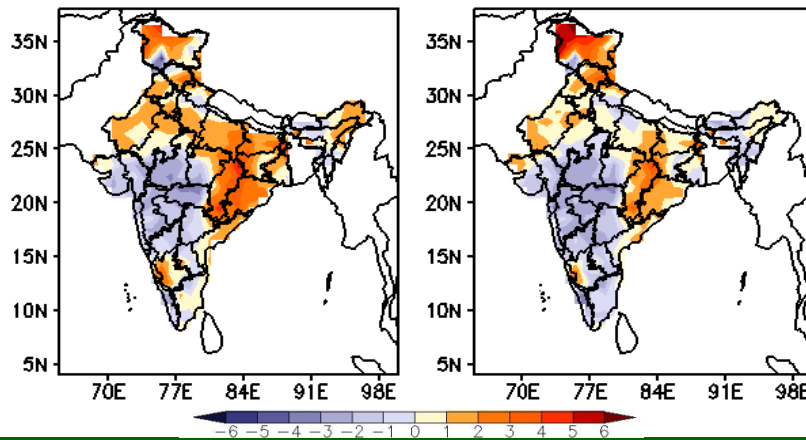 35N 35N
30N 30N
25N 25N
20N 20N
15N 15N
10N 10N
5N 5N
70E 77E 84E 91E 98E 70E 77E 84E 91E 98E
-6 -5 -4 -3 -2 -1 0 1 2 3 4 5 6